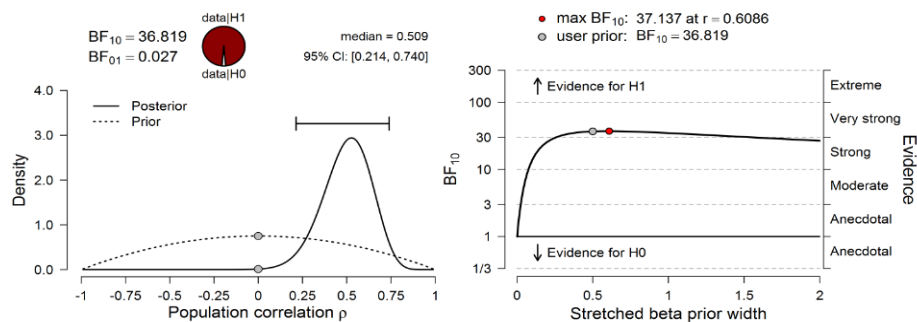 data|H1
BF₁₀ = 36.819
BF₀₁ = 0.027
data|H0
median = 0.509
95% CI: [0.214, 0.740]
4.0
3.0
2.0
1.0
0.0
Density
Posterior
Prior
-1
-0.75
-0.5
-0.25
0
0.25
0.5
0.75
1
Population correlation ρ
max BF₁₀: 37.137 at r = 0.6086
user prior: BF₁₀ = 36.819
300
100
30
10
3
1
1/3
BF₁₀
Evidence for H1
Evidence for H0
Extreme
Very strong
Strong
Moderate
Anecdotal
Anecdotal
Evidence
0
0.5
1
1.5
2
Stretched beta prior width